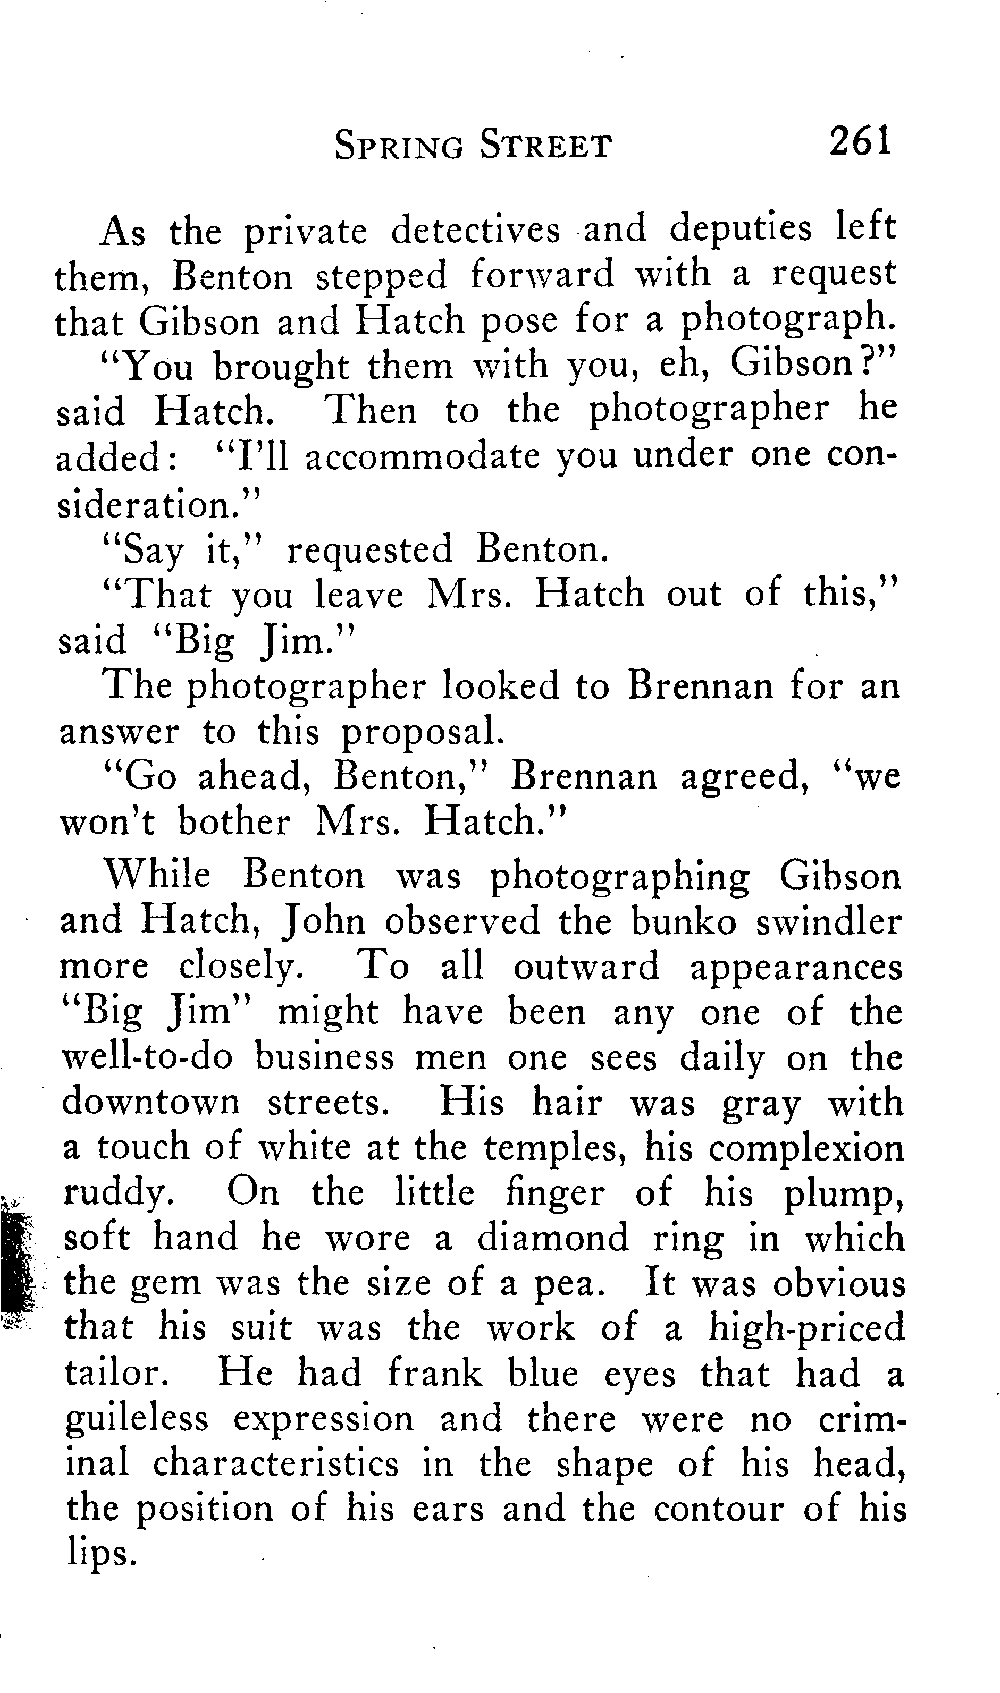 SPRING STREET 261
As the private detectives and deputies left
them, Benton stepped forward with a request
that Gibson and Hatch pose for a photograph.
“You brought them with you, eh, Gibson?”
said Hatch. Then to the photographer he
added: “I’ll accommodate you under one con-
sideration.”
“Say it,” requested Benton.
“That you leave Mrs. Hatch out of this,”
said “Big Jim.”
The photographer looked to Brennan for an
answer to this proposal.
“Go ahead, Benton,” Brennan agreed, “we
won’t bother Mrs. Hatch.”
While Benton was photographing Gibson
and Hatch, John observed the bunko swindler
more closely. To all outward appearances
“Big Jim” might have been any one of the
well-to-do business men one sees daily on the
downtown streets. His hair was gray with
a touch of white at the temples, his complexion
ruddy. On the little finger of his plump,
soft hand he wore a diamond ring in which
the gem was the size of a pea. It was obvious
that his suit was the work of a high-priced
tailor. He had frank blue eyes that had a
guileless expression and there were no crim-
inal characteristics in the shape of his head,
the position of his ears and the contour of his
lips.